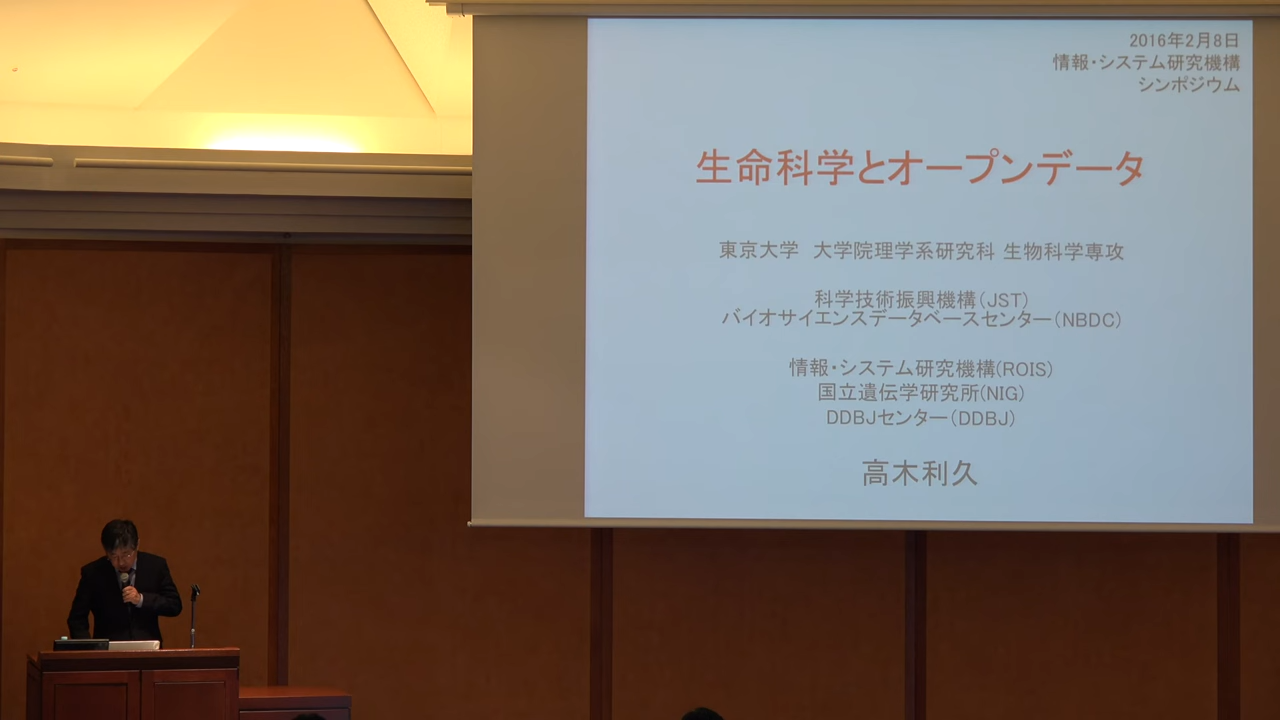 2016年2月8日
情報・システム研究機構
シンポジウム
生命科学とオープンデータ
東京大学　大学院理学系研究科 生物科学専攻
科学技術振興機構（JST）
バイオサイエンスデータベースセンター（NBDC）
情報・システム研究機構(ROIS)
国立遺伝学研究所(NIG)
DDBJセンター（DDBJ）
高木利久